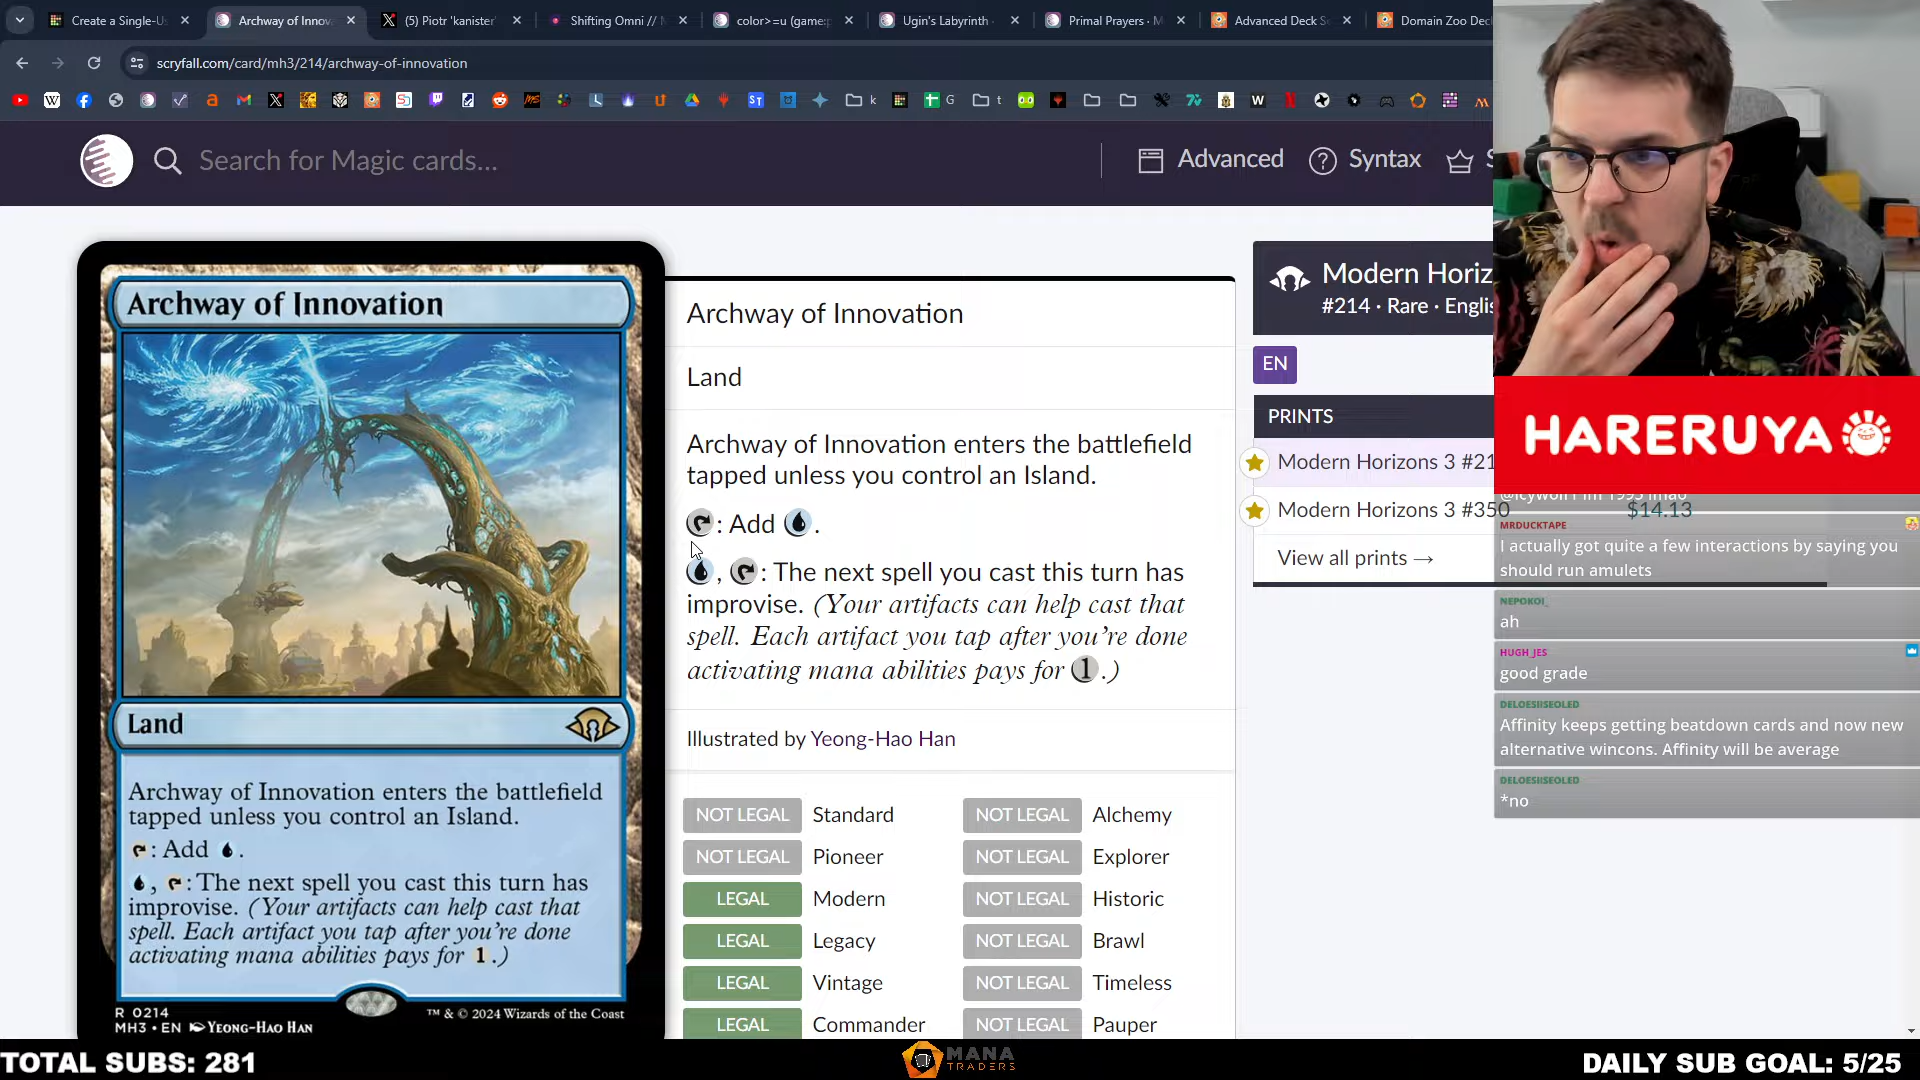 Create a Single-Us
Archway of Innov
(5) Piotr 'kanister'
Shifting Omni // M
color>=u (game:p
Ugin's Labyrinth
Primal Prayers • M
Advanced Deck S
Domain Zoo Dec
scryfall.com/card/mh3/214/archway-of-innovation
Search for Magic cards...
Advanced
Syntax
Archway of Innovation
Land
Archway of Innovation enters the battlefield
tapped unless you control an Island.
: Add .
, : The next spell you cast this turn has
improvise. (Your artifacts can help cast that
spell. Each artifact you tap after you're done
activating mana abilities pays for 1.)
R 0214
MH3 • EN Yeong-Hao Han
™ & © 2024 Wizards of the Coast
Archway of Innovation
Land
Archway of Innovation enters the battlefield
tapped unless you control an Island.
: Add .
, : The next spell you cast this turn has
improvise. (Your artifacts can help cast that
spell. Each artifact you tap after you're done
activating mana abilities pays for 1.)
Illustrated by Yeong-Hao Han
NOT LEGAL Standard NOT LEGAL Alchemy
NOT LEGAL Pioneer NOT LEGAL Explorer
LEGAL Modern NOT LEGAL Historic
LEGAL Legacy NOT LEGAL Brawl
LEGAL Vintage NOT LEGAL Timeless
LEGAL Commander NOT LEGAL Pauper
Modern Horiz
#214 · Rare · Englis
EN
PRINTS
Modern Horizons 3 #21
Modern Horizons 3 #350 $14.13
View all prints →
HARERUYA
MRDUCKTAPE
I actually got quite a few interactions by saying you
should run amulets
NEPOKOI_
ah
HUGH_JES
good grade
DELOESIISEOLED
Affinity keeps getting beatdown cards and now new
alternative wincons. Affinity will be average
DELOESIISEOLED
*no
TOTAL SUBS: 281
MANA
TRADERS
DAILY SUB GOAL: 5/25